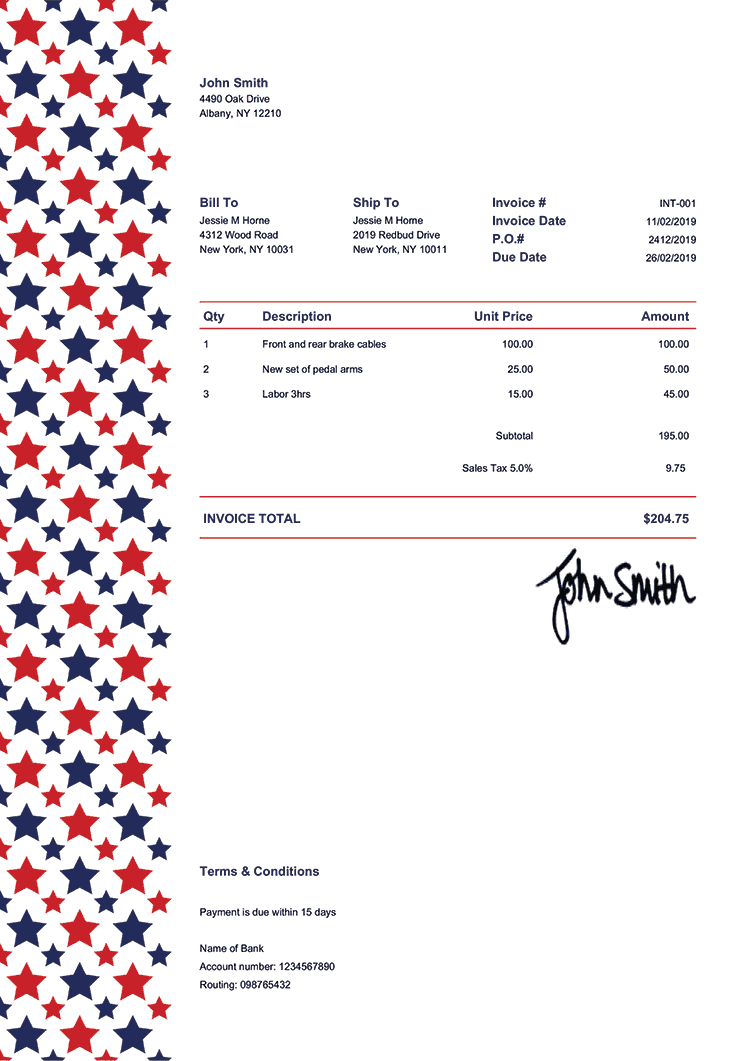 John Smith
4490 Oak Drive
Albany, NY 12210
Bill To
Jessie M Horne
4312 Wood Road
New York, NY 10031
Ship To
Jessie M Horne
2019 Redbud Drive
New York, NY 10011
Invoice # INT-001
Invoice Date 11/02/2019
P.O.# 2412/2019
Due Date 26/02/2019
Qty Description Unit Price Amount
1 Front and rear brake cables 100.00 100.00
2 New set of pedal arms 25.00 50.00
3 Labor 3hrs 15.00 45.00
Subtotal 195.00
Sales Tax 5.0% 9.75
INVOICE TOTAL $204.75
John Smith
Terms & Conditions
Payment is due within 15 days
Name of Bank
Account number: 1234567890
Routing: 098765432